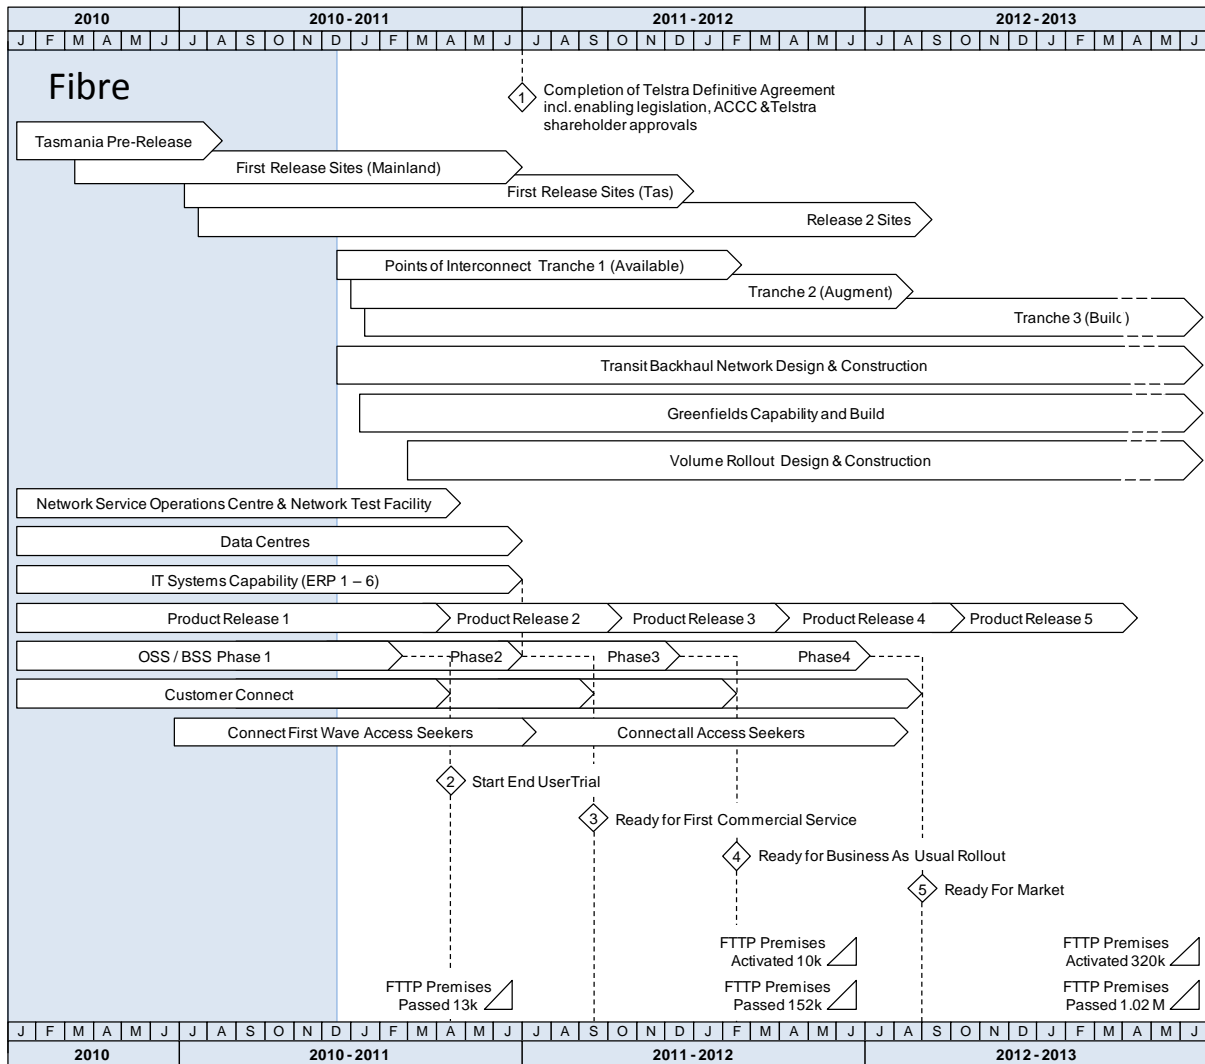 2010 2010 - 2011 2011 - 2012 2012 - 2013
J F M A M J J A S O N D J F M A M J J A S O N D J F M A M J J A S O N D J F M A M J
Fibre
1 Completion of Telstra Definitive Agreement
incl. enabling legislation, ACCC & Telstra
shareholder approvals
Tasmania Pre-Release
First Release Sites (Mainland)
First Release Sites (Tas)
Release 2 Sites
Points of Interconnect Tranche 1 (Available)
Tranche 2 (Augment)
Tranche 3 (Build)
Transit Backhaul Network Design & Construction
Greenfields Capability and Build
Volume Rollout Design & Construction
Network Service Operations Centre & Network Test Facility
Data Centres
IT Systems Capability (ERP 1 – 6)
Product Release 1 Product Release 2 Product Release 3 Product Release 4 Product Release 5
OSS / BSS Phase 1 Phase2 Phase3 Phase4
Customer Connect
Connect First Wave Access Seekers Connect all Access Seekers
2 Start End User Trial
3 Ready for First Commercial Service
4 Ready for Business As Usual Rollout
5 Ready For Market
FTTP Premises
Activated 10k
FTTP Premises
Activated 320k
FTTP Premises
Passed 13k
FTTP Premises
Passed 152k
FTTP Premises
Passed 1.02 M
J F M A M J J A S O N D J F M A M J J A S O N D J F M A M J J A S O N D J F M A M J
2010 2010 - 2011 2011 - 2012 2012 - 2013